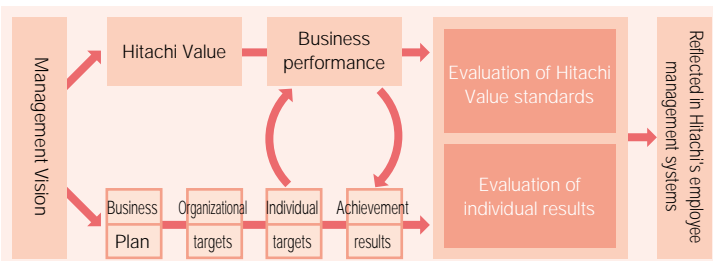 Management Vision
Hitachi Value
Business
performance
Evaluation of Hitachi
Value standards
Evaluation of
individual results
Reflected in Hitachi's employee
management systems
Business
Plan
Organizational
targets
Individual
targets
Achievement
results